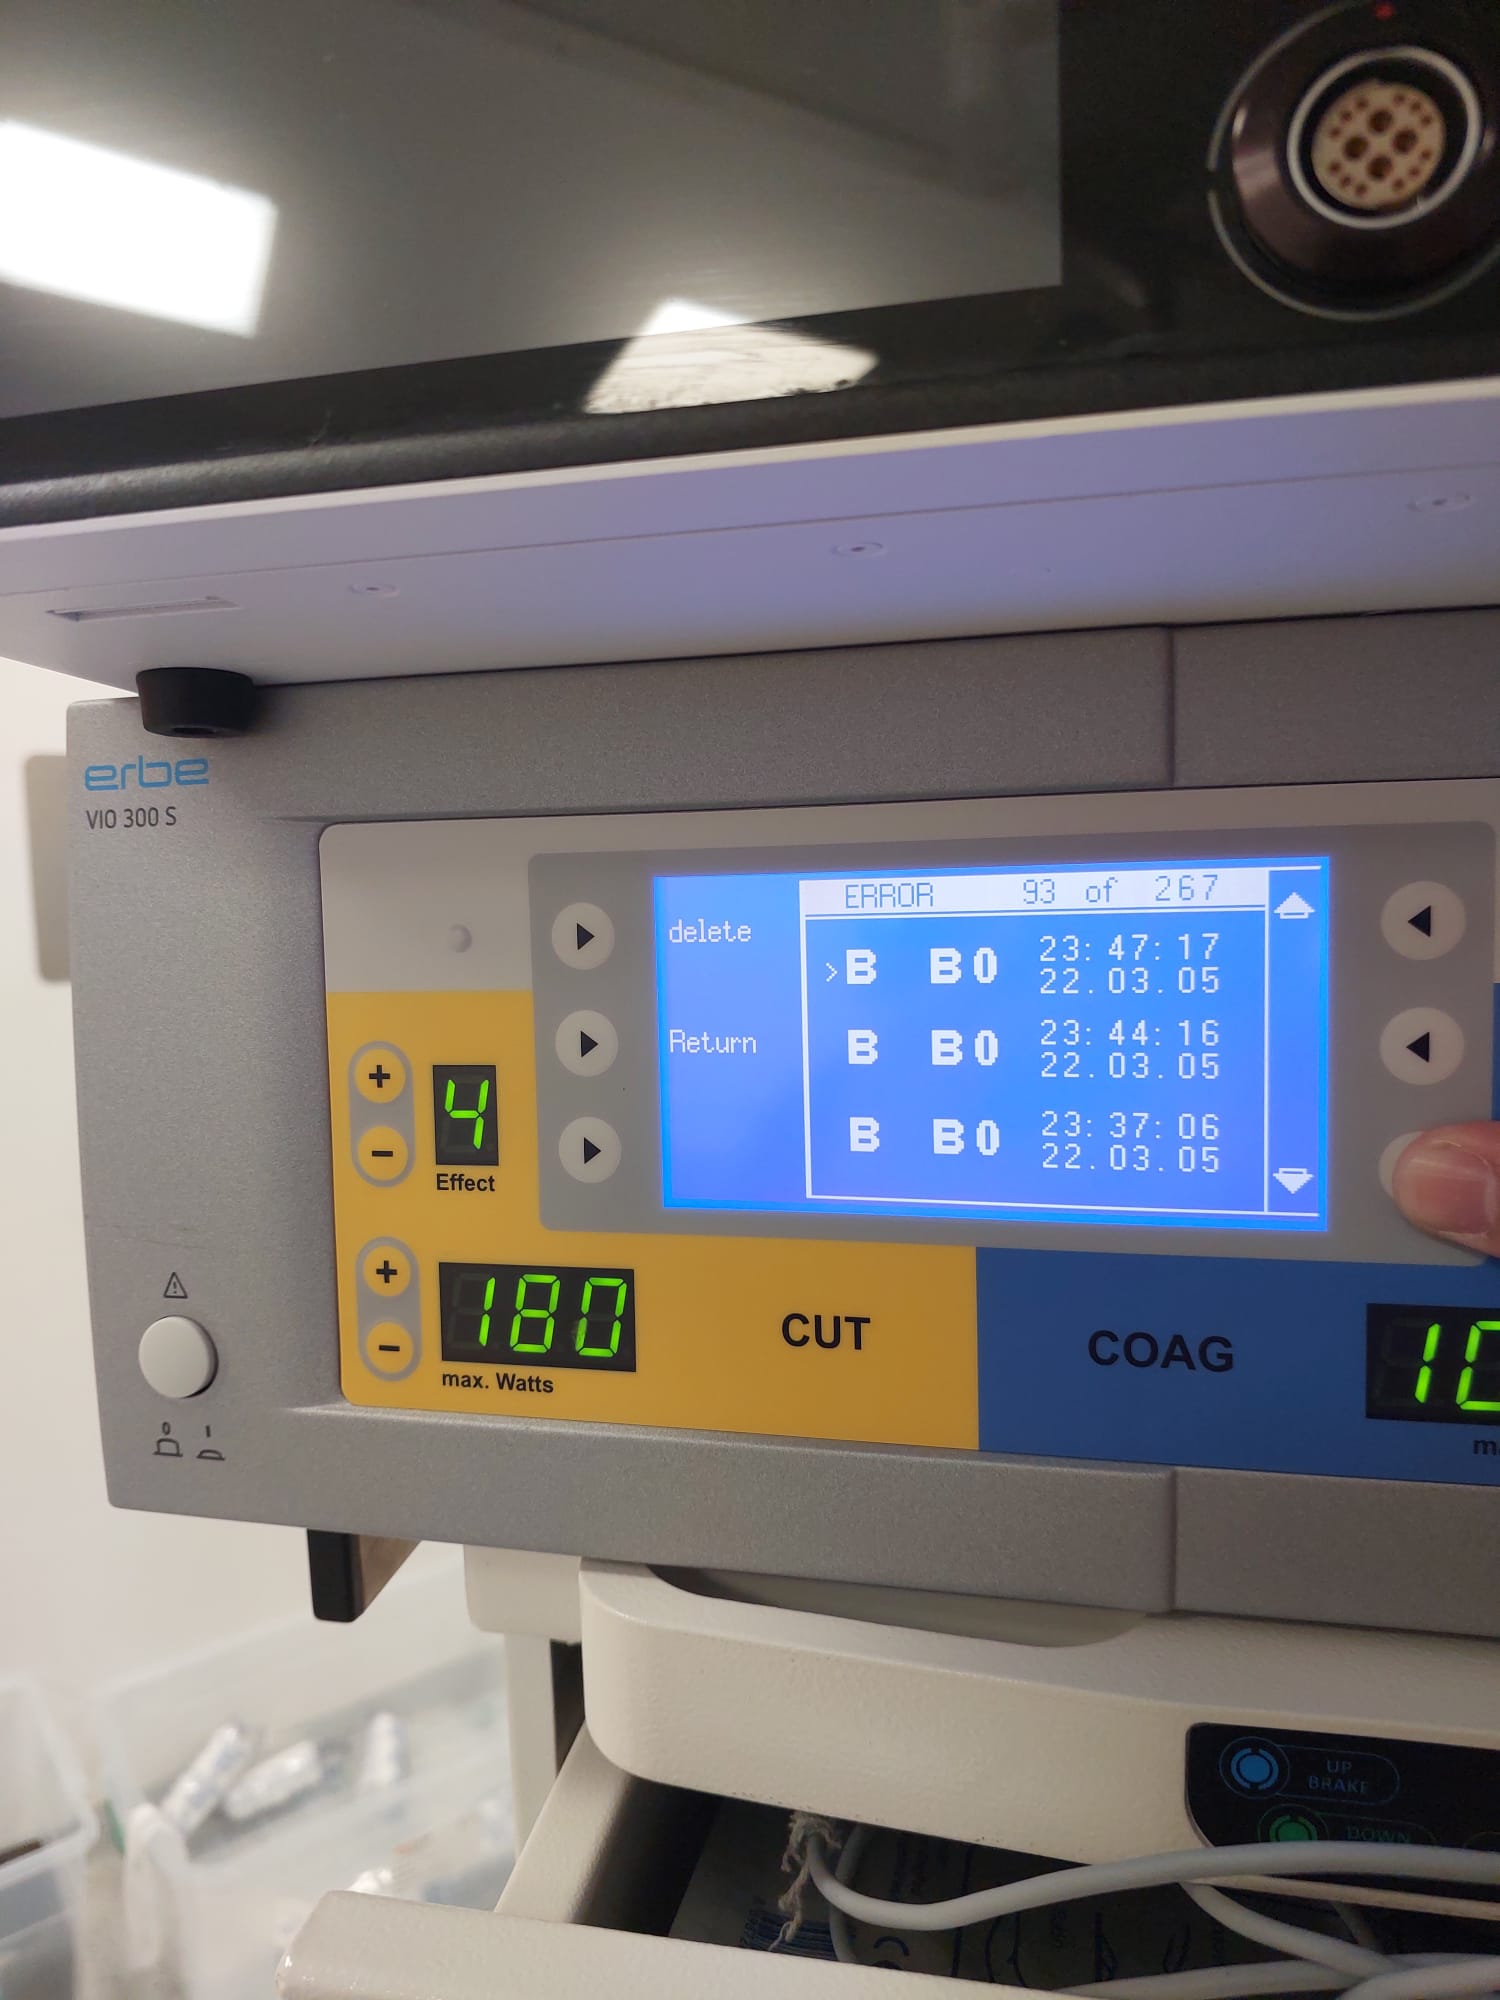 erbe
VIO 300 S
ERROR 93 of 267
delete
>B B0 23:47:17
22.03.05
Return
B B0 23:44:16
22.03.05
B B0 23:37:06
22.03.05
+
4
−
Effect
+
180
−
max. Watts
CUT
COAG
10
UP
BRAKE
DOWN